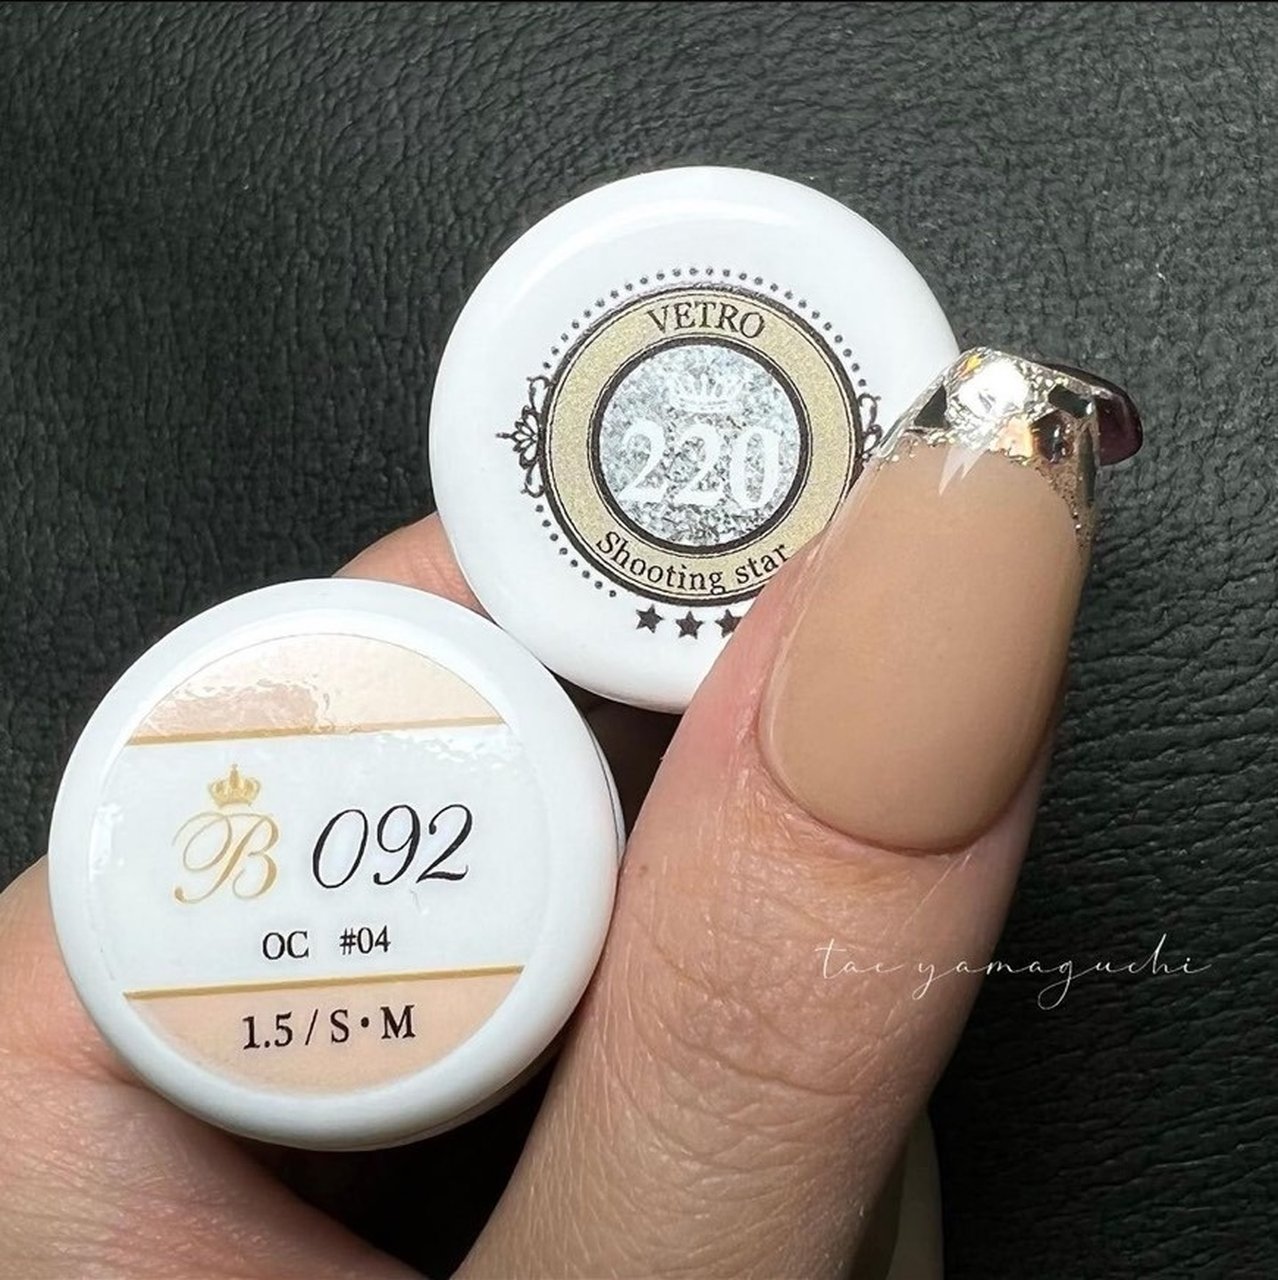 VETRO
220
Shooting star
B 092
OC #04
1.5 / S・M
tae yamaguchi